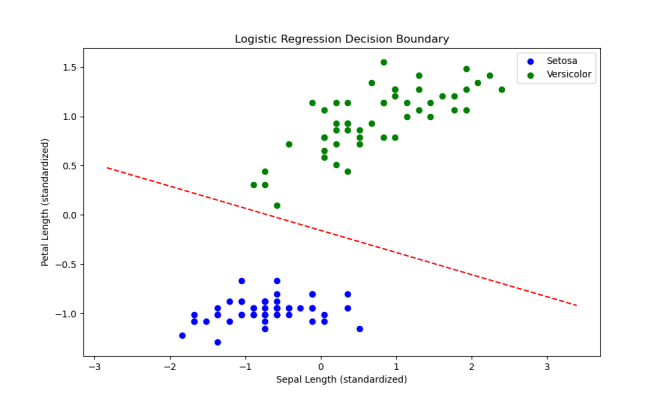 Logistic Regression Decision Boundary
Setosa
Versicolor
1.5
1.0
0.5
0.0
−0.5
−1.0
Petal Length (standardized)
−3
−2
−1
0
1
2
3
Sepal Length (standardized)